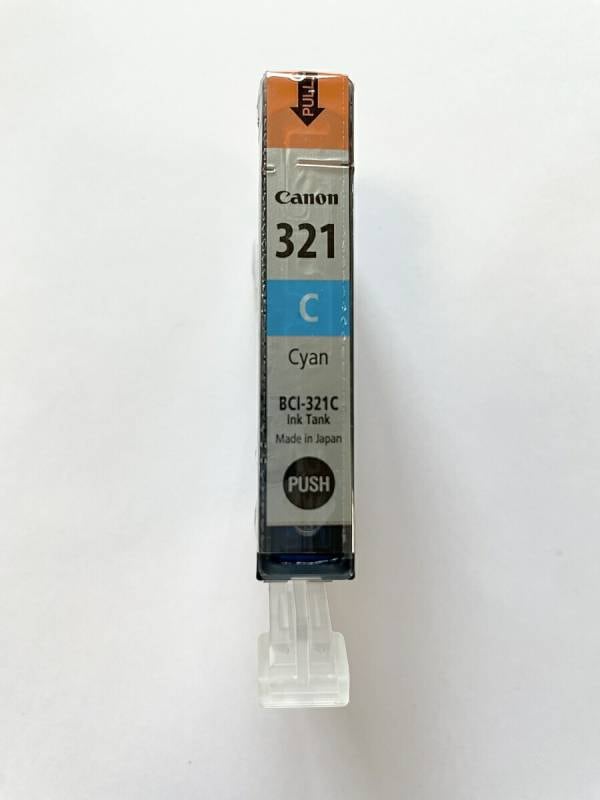 PULL
Canon
321
C
Cyan
BCI-321C
Ink Tank
Made in Japan
PUSH